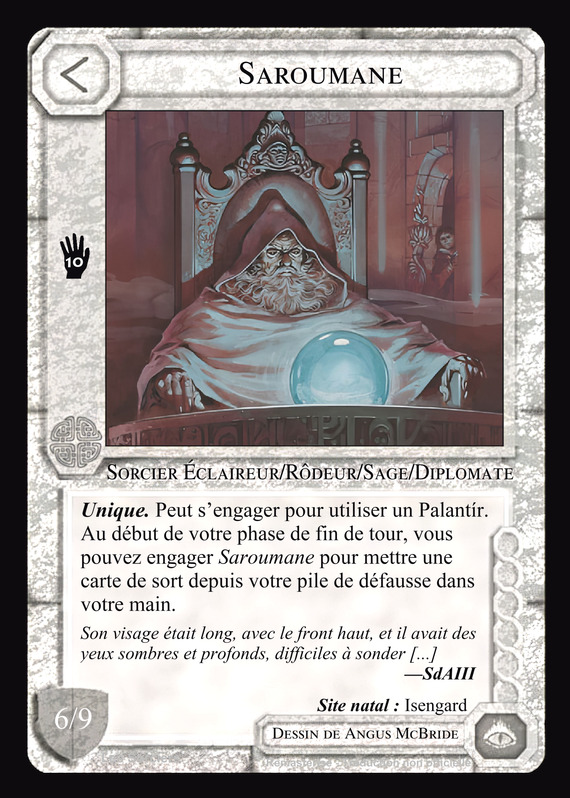 SAROUMANE
10
SORCIER ÉCLAIREUR/RÔDEUR/SAGE/DIPLOMATE
Unique. Peut s’engager pour utiliser un Palantír.
Au début de votre phase de fin de tour, vous
pouvez engager Saroumane pour mettre une
carte de sort depuis votre pile de défausse dans
votre main.
Son visage était long, avec le front haut, et il avait des
yeux sombres et profonds, difficiles à sonder [...]
—SdAIII
Site natal : Isengard
6/9
DESSIN DE ANGUS MCBRIDE